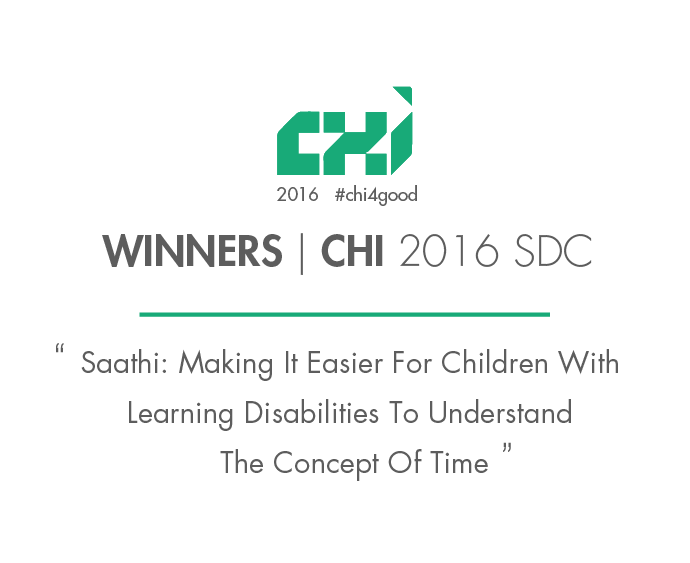 CHI
2016 #chi4good
WINNERS | CHI 2016 SDC
“ Saathi: Making It Easier For Children With
Learning Disabilities To Understand
The Concept Of Time ”